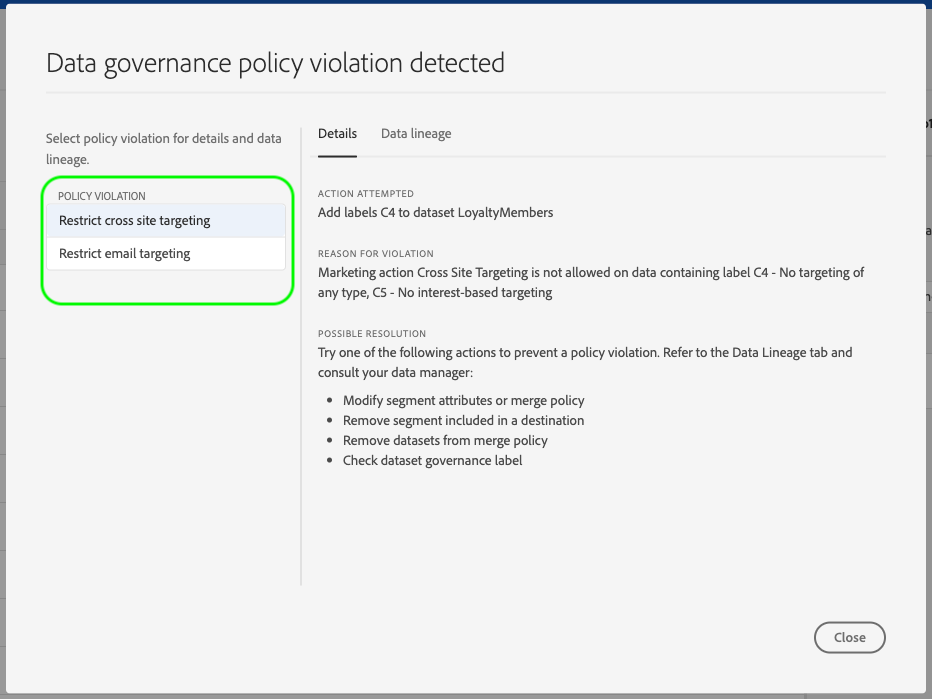 Data governance policy violation detected
Select policy violation for details and data
lineage.
POLICY VIOLATION
Restrict cross site targeting
Restrict email targeting
Details
Data lineage
ACTION ATTEMPTED
Add labels C4 to dataset LoyaltyMembers
REASON FOR VIOLATION
Marketing action Cross Site Targeting is not allowed on data containing label C4 - No targeting of
any type, C5 - No interest-based targeting
POSSIBLE RESOLUTION
Try one of the following actions to prevent a policy violation. Refer to the Data Lineage tab and
consult your data manager:
• Modify segment attributes or merge policy
• Remove segment included in a destination
• Remove datasets from merge policy
• Check dataset governance label
Close